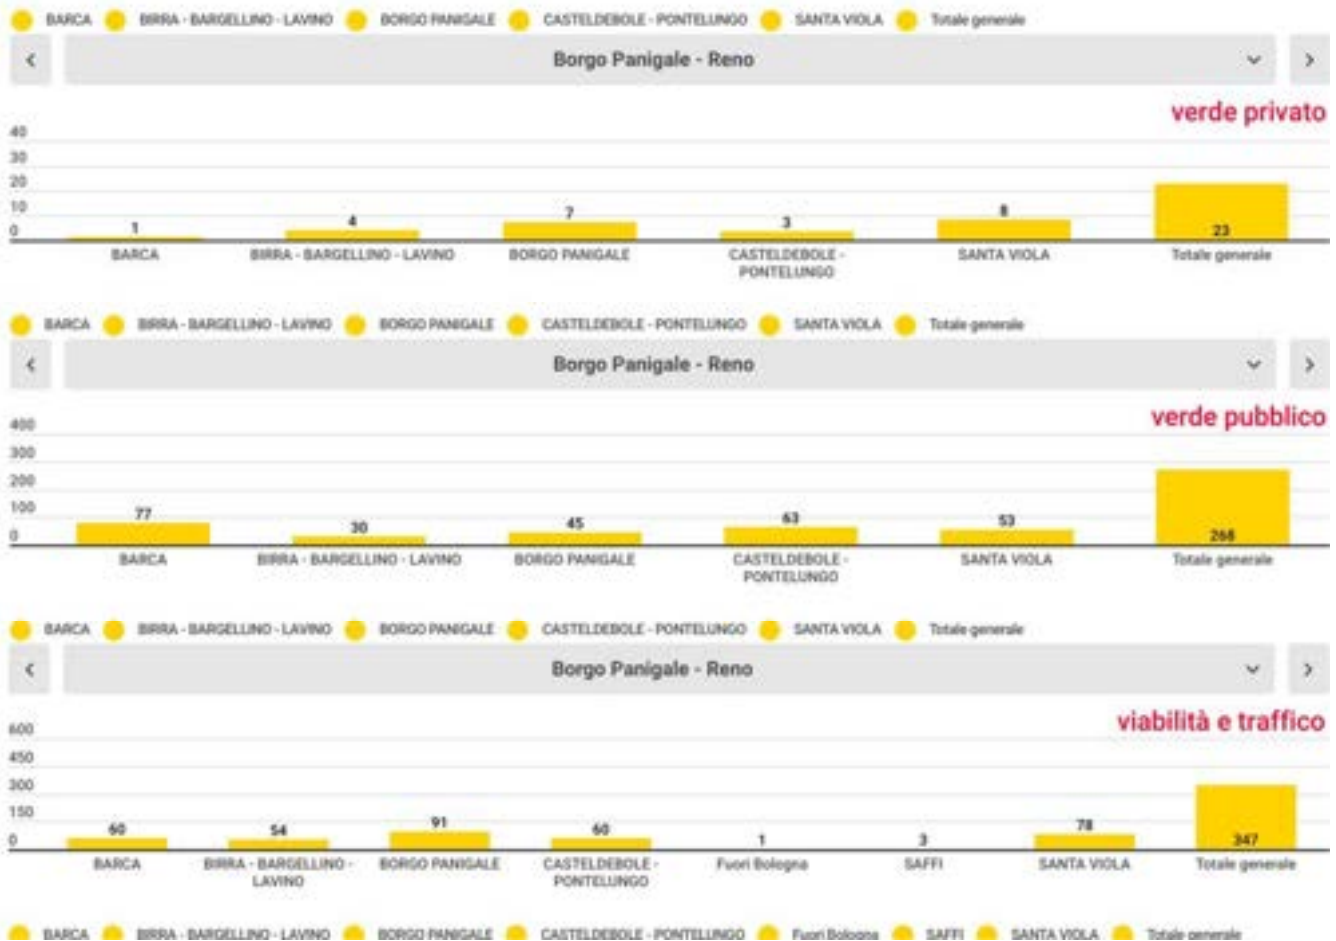 BARCA BIRRA - BARGELLINO - LAVINO BORGO PANIGALE CASTELDEBOLE - PONTELUNGO SANTA VIOLA Totale generale
Borgo Panigale - Reno
verde privato
40
30
20
10
0
1 4 7 3 8 23
BARCA BIRRA - BARGELLINO - LAVINO BORGO PANIGALE CASTELDEBOLE - SANTA VIOLA Totale generale
PONTELUNGO
BARCA BIRRA - BARGELLINO - LAVINO BORGO PANIGALE CASTELDEBOLE - PONTELUNGO SANTA VIOLA Totale generale
Borgo Panigale - Reno
verde pubblico
400
300
200
100
0
77 30 45 63 53 268
BARCA BIRRA - BARGELLINO - LAVINO BORGO PANIGALE CASTELDEBOLE - SANTA VIOLA Totale generale
PONTELUNGO
BARCA BIRRA - BARGELLINO - LAVINO BORGO PANIGALE CASTELDEBOLE - PONTELUNGO SANTA VIOLA Totale generale
Borgo Panigale - Reno
viabilità e traffico
600
450
300
150
0
60 54 91 60 1 3 78 347
BARCA BIRRA - BARGELLINO - BORGO PANIGALE CASTELDEBOLE - Fuori Bologna SAFFI SANTA VIOLA Totale generale
LAVINO PONTELUNGO
BARCA BIRRA - BARGELLINO - LAVINO BORGO PANIGALE CASTELDEBOLE - PONTELUNGO Fuori Bologna SAFFI SANTA VIOLA Totale generale